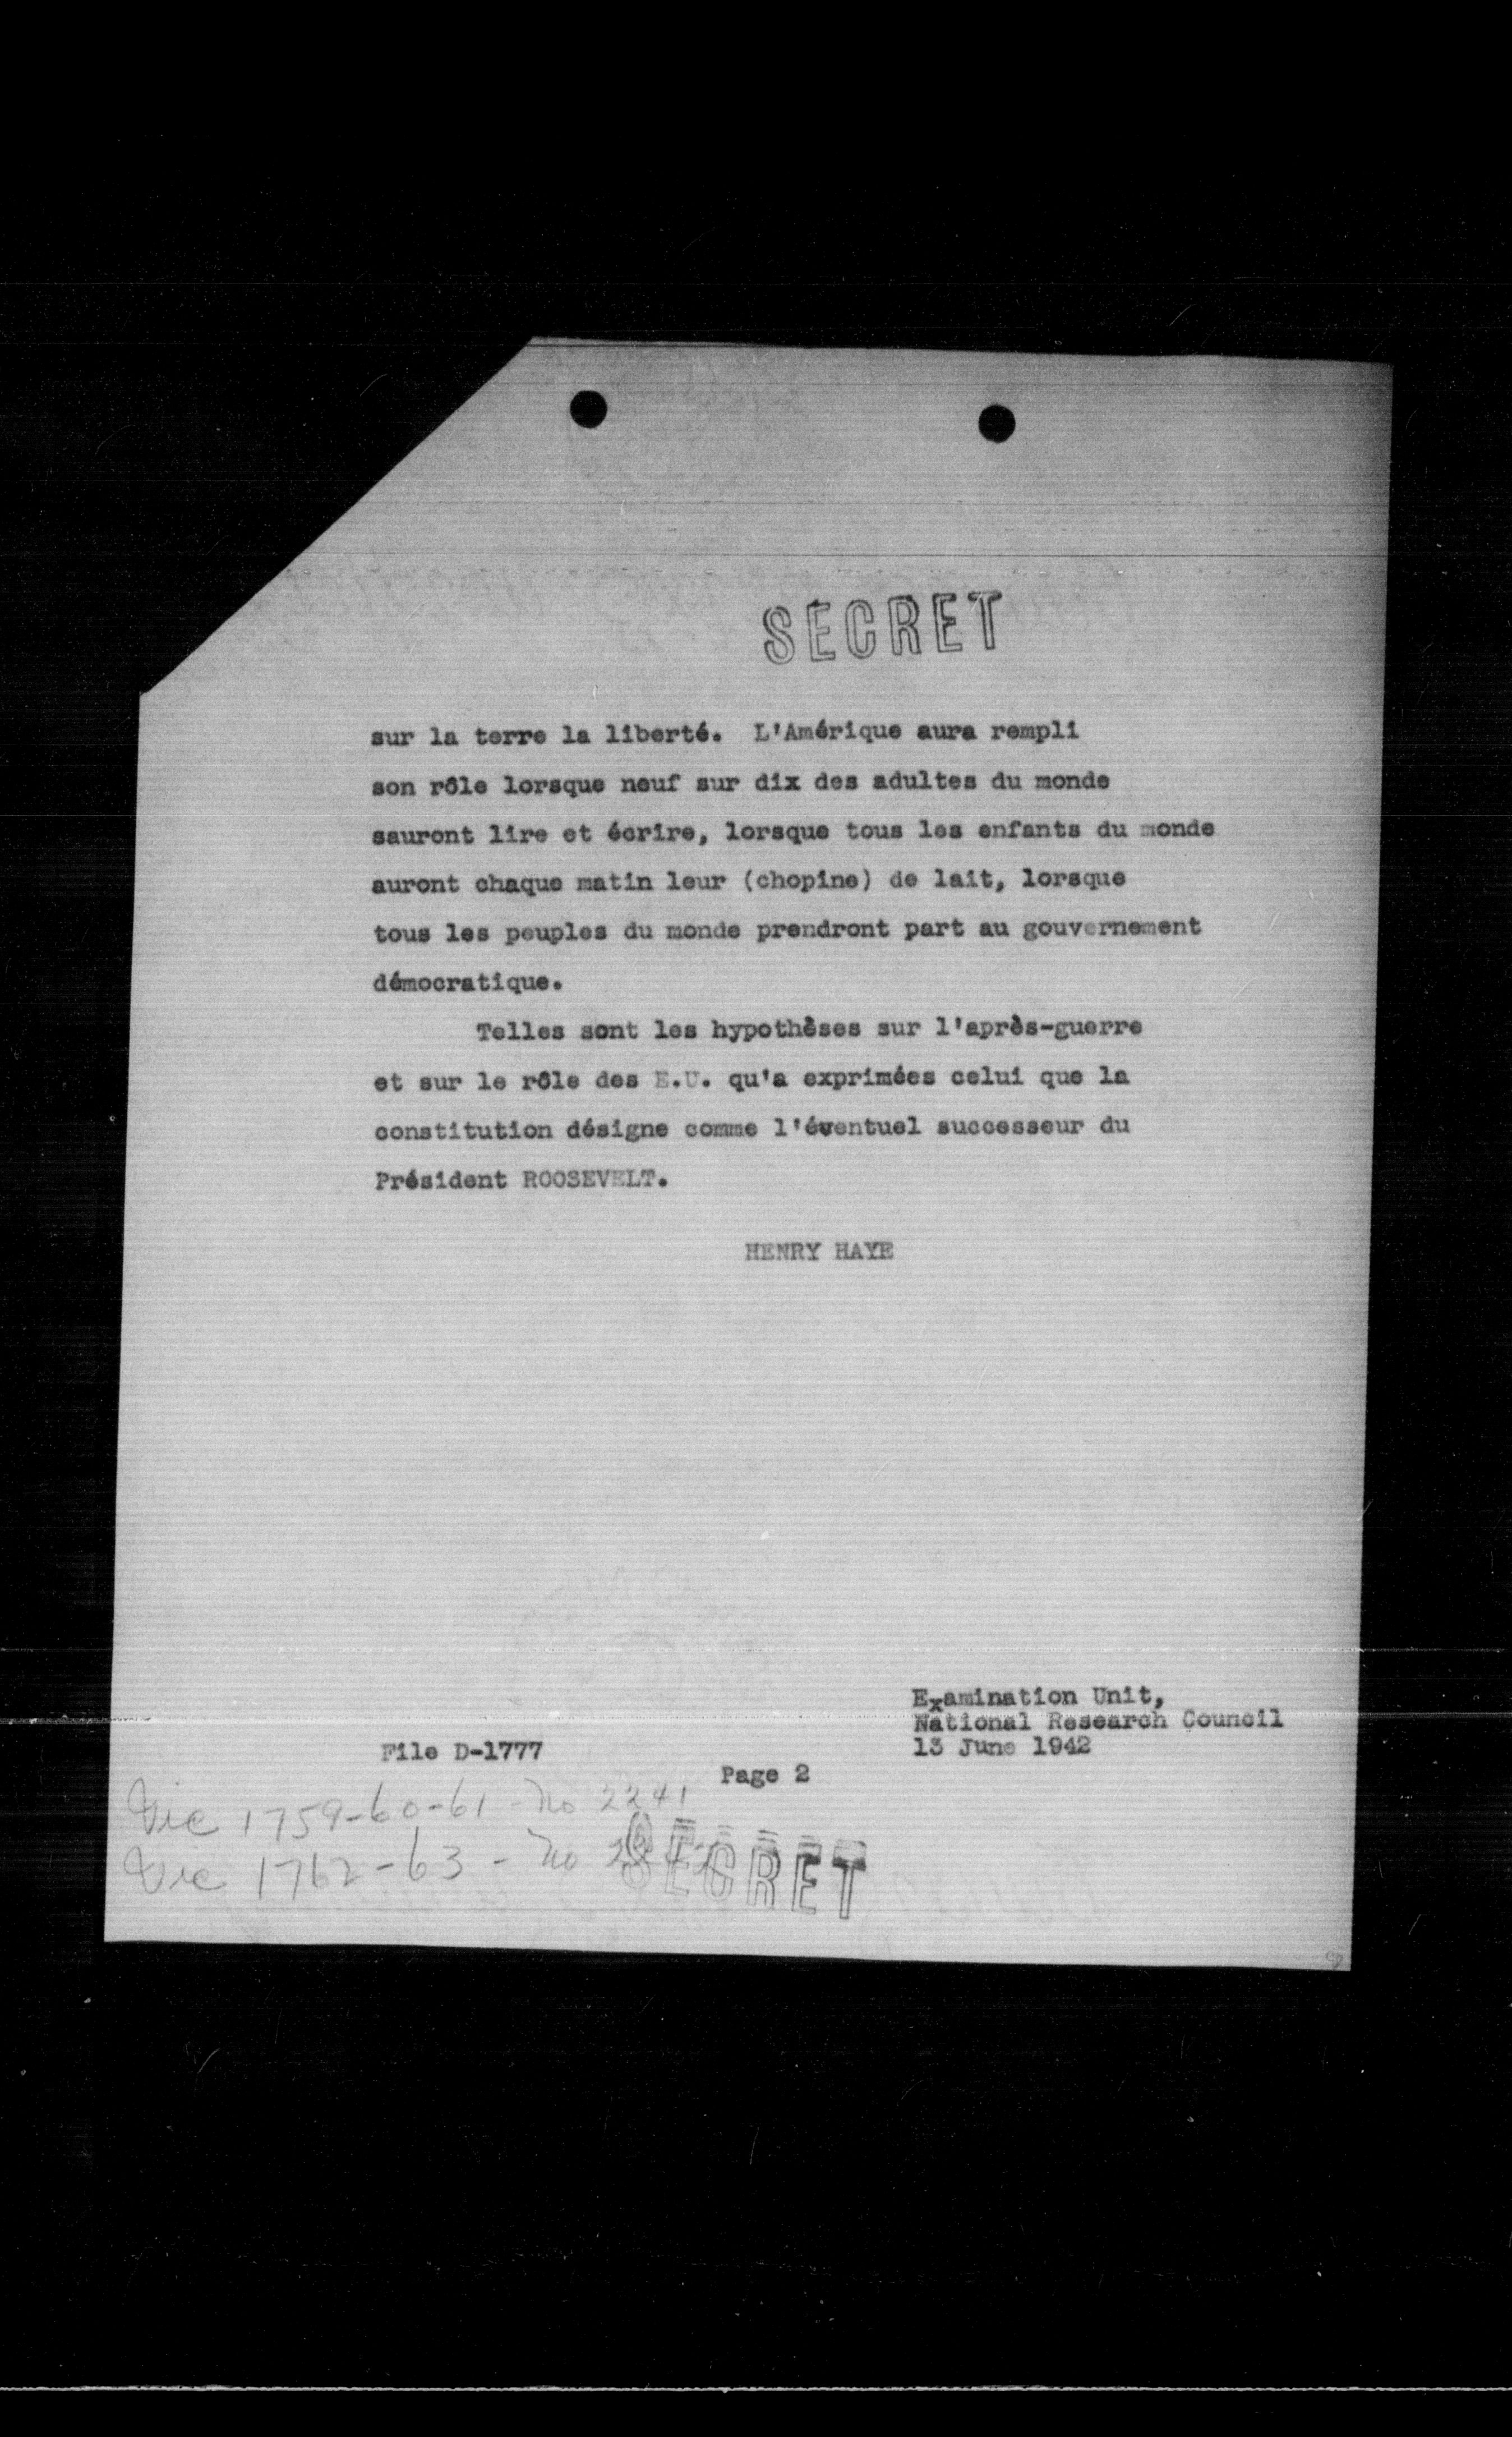 SECRET
sur la terre la liberté. L'Amérique aura rempli
son rôle lorsque neuf sur dix des adultes du monde
sauront lire et écrire, lorsque tous les enfants du monde
auront chaque matin leur (chopine) de lait, lorsque
tous les peuples du monde prendront part au gouvernement
démocratique.
Telles sont les hypothèses sur l'après-guerre
et sur le rôle des E.U. qu'a exprimées celui que la
constitution désigne comme l'éventuel successeur du
Président ROOSEVELT.
HENRY HAYE
Examination Unit,
National Research Council
13 June 1942
File D-1777
Page 2
Vic 1759-60-61 - No 2241
Vic 1762-63 - No
SECRET